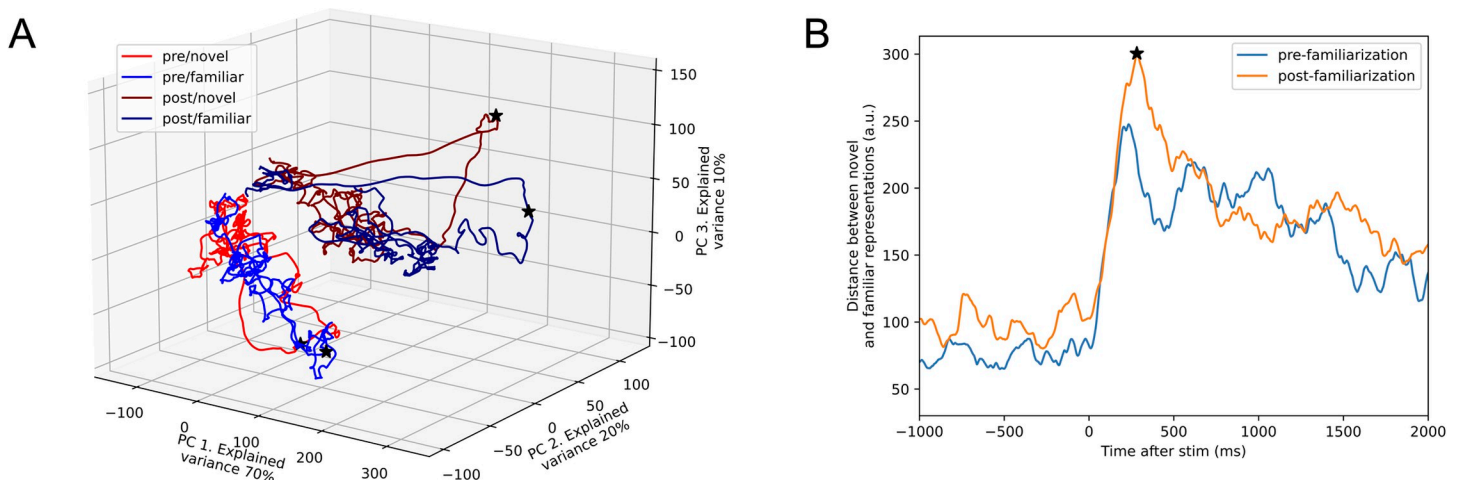 A
pre/novel
pre/familiar
post/novel
post/familiar
150
100
50
0
−50
−100
PC 3. Explained
variance 10%
−100
0
100
200
300
PC 1. Explained
variance 70%
−100
−50
0
50
100
PC 2. Explained
variance 20%
B
pre-familiarization
post-familiarization
300
250
200
150
100
50
Distance between novel
and familiar representations (a.u.)
−1000
−500
0
500
1000
1500
2000
Time after stim (ms)